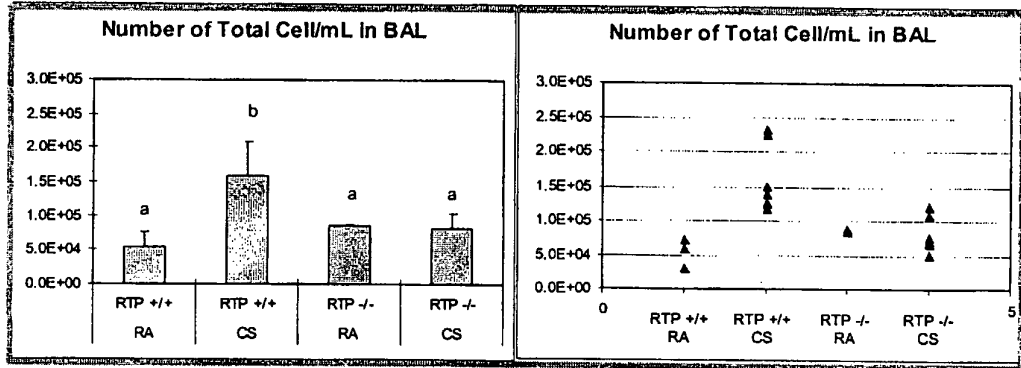 Number of Total Cell/mL in BAL
3.0E+05
2.5E+05
2.0E+05
1.5E+05
1.0E+05
5.0E+04
0.0E+00
a
b
a
a
RTP +/+
RTP +/+
RTP -/-
RTP -/-
RA
CS
RA
CS
Number of Total Cell/mL in BAL
3.0E+05
2.5E+05
2.0E+05
1.5E+05
1.0E+05
5.0E+04
0.0E+00
0
RTP +/+
RTP +/+
RTP -/-
RTP -/-
5
RA
CS
RA
CS